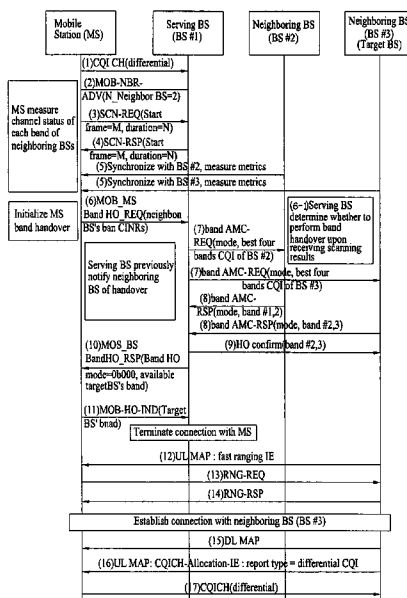 Mobile
Station (MS)
Serving BS
(BS #1)
Neighboring BS
(BS #2)
Neighboring BS
(BS #3)
(Target BS)
(1)CQI CH(differential)
(2)MOB-NBR-
ADV(N_Neighbor BS=2)
(3)SCN-REQ(Start
frame=M, duration=N)
(4)SCN-RSP(Start
frame=M, duration=N)
MS measure
channel status of
each band of
neighboring BSs
(5)Synchronize with BS #2, measure metrics
(5)Synchronize with BS #3, measure metrics
Initialize MS
band handover
(6)MOB_MS
Band HO_REQ(neighbon
BS's ban CINRs)
(6-1)Serving BS
determine whether to
perform band
handover upon
receiving scanning
results
(7)band AMC-
REQ(mode, best four
bands CQI of BS #2)
(7)band AMC-REQ(mode, best four
bands CQI of BS #3)
Serving BS previously
notify neighboring
BS of handover
(8)band AMC-
RSP(mode, band #1,2)
(8)band AMC-RSP(mode, band #2,3)
(9)HO confirm(band #2,3)
(10)MOS_BS
BandHO_RSP(Band HO
mode=0b000, available
targetBS's band)
(11)MOB-HO-IND(Target
BS' bnad)
Terminate connection with MS
(12)UL MAP : fast ranging IE
(13)RNG-REQ
(14)RNG-RSP
Establish connection with neighboring BS (BS #3)
(15)DL MAP
(16)UL MAP: CQICH-Allocation-IE : report type = differential CQI
(17)CQICH(differential)